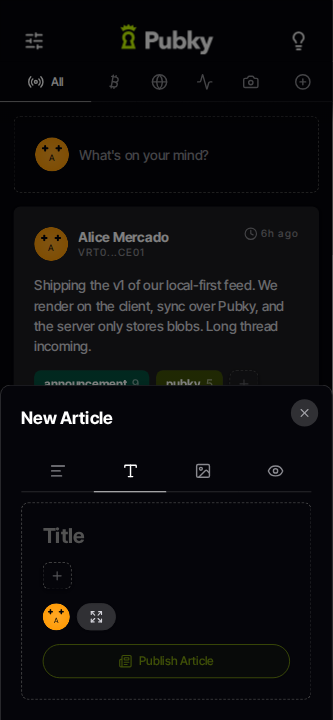 Pubky
All
What's on your mind?
A
Alice Mercado
6h ago
VRT0...CE01
A
Shipping the v1 of our local-first feed. We
render on the client, sync over Pubky, and
the server only stores blobs. Long thread
incoming.
announcement 9 pubky 5 +
New Article
Title
+
A
Publish Article